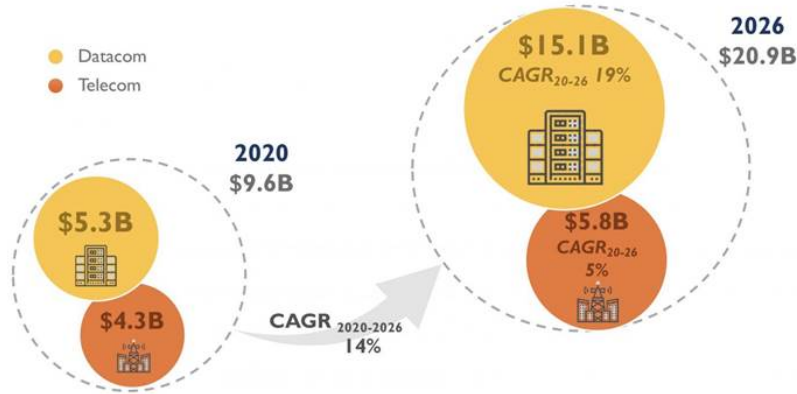 Datacom
Telecom
2020
$9.6B
$5.3B
$4.3B
CAGR 2020-2026
14%
2026
$20.9B
$15.1B
CAGR20-26 19%
$5.8B
CAGR20-26
5%